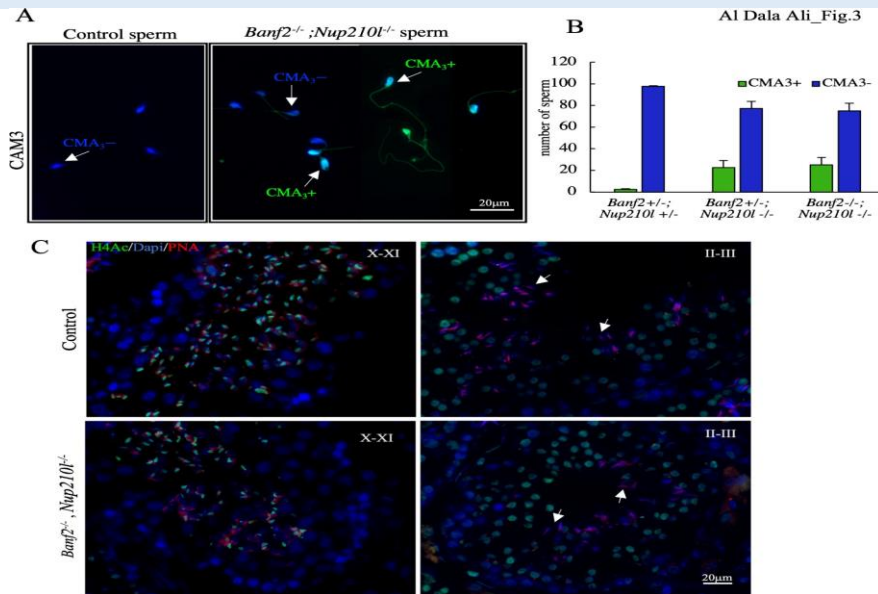 Al Dala Ali_Fig.3
A
Control sperm
Banf2-/- ;Nup210l-/- sperm
CAM3
CMA3−
CMA3−
CMA3+
CMA3+
20μm
B
number of sperm
120
100
80
60
40
20
0
CMA3+
CMA3-
Banf2+/-;
Nup210l +/-
Banf2+/-;
Nup210l -/-
Banf2-/-;
Nup210l -/-
C
H4Ac/Dapi/PNA
Control
X-XI
II-III
Banf2-/-, Nup210l-/-
X-XI
II-III
20μm